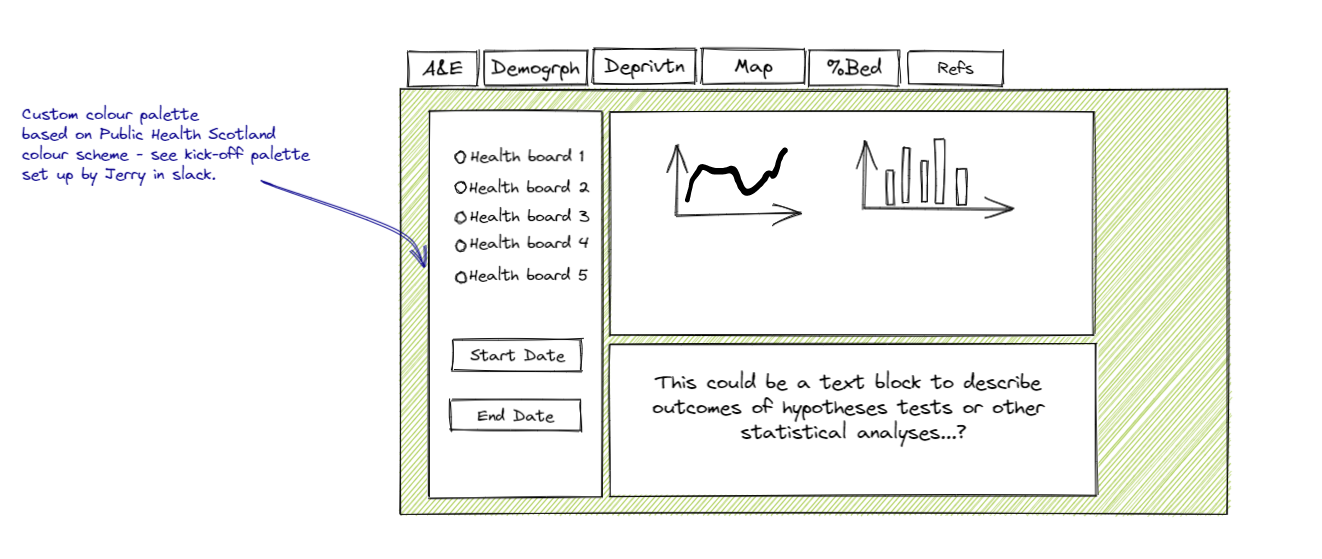 A&E Demogrph Deprivtn Map %Bed Refs
Custom colour palette
based on Public Health Scotland
colour scheme - see kick-off palette
set up by Jerry in slack.
Health board 1
Health board 2
Health board 3
Health board 4
Health board 5
Start Date
End Date
This could be a text block to describe
outcomes of hypotheses tests or other
statistical analyses...?